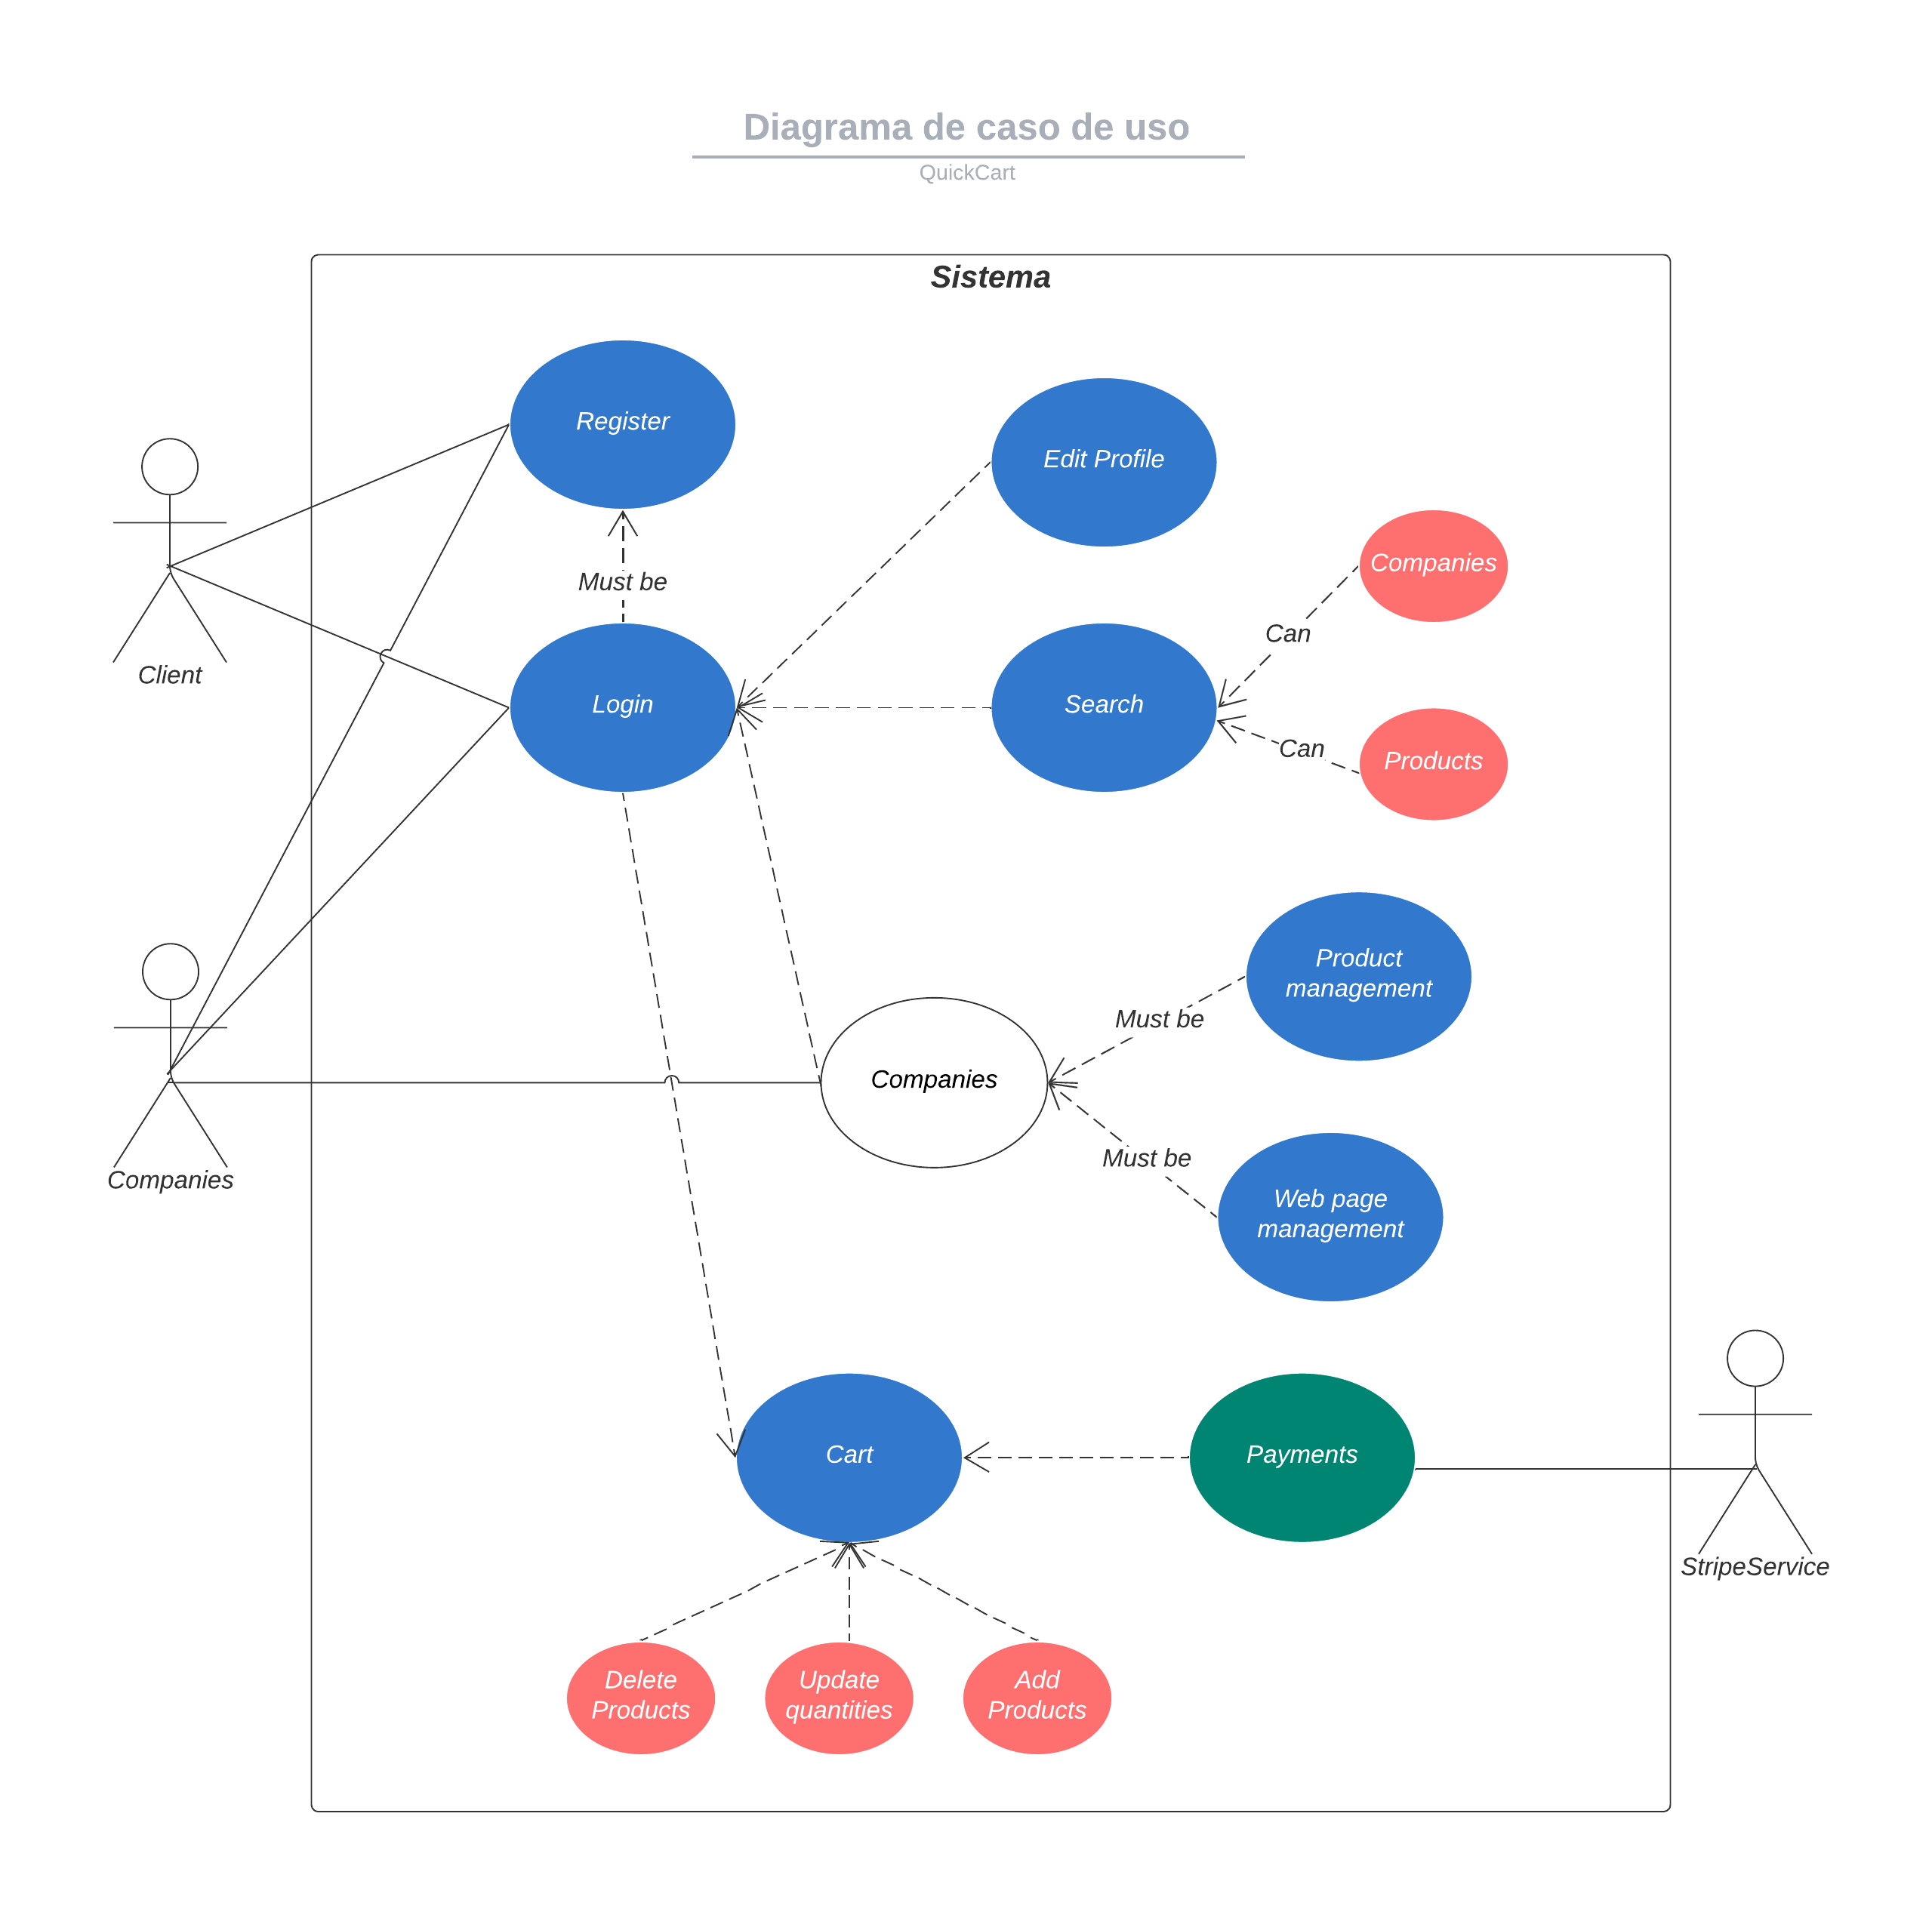 Diagrama de caso de uso
QuickCart
Sistema
Register
Edit Profile
Companies
Must be
Can
Client
Login
Search
Can
Products
Product
management
Must be
Companies
Must be
Companies
Web page
management
Cart
Payments
StripeService
Delete
Products
Update
quantities
Add
Products